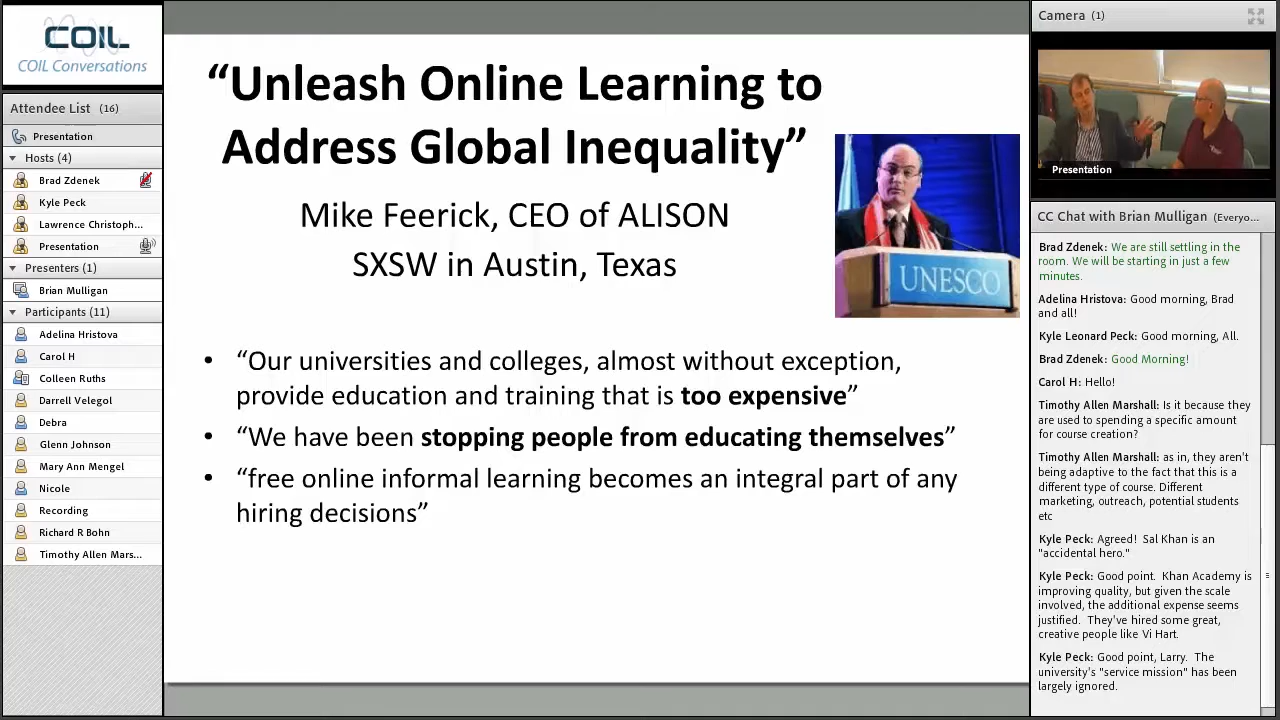 COIL
COIL Conversations
Attendee List (16)
Presentation
Hosts (4)
Brad Zdenek
Kyle Peck
Lawrence Christoph...
Presentation
Presenters (1)
Brian Mulligan
Participants (11)
Adelina Hristova
Carol H
Colleen Ruths
Darrell Velegol
Debra
Glenn Johnson
Mary Ann Mengel
Nicole
Recording
Richard R Bohn
Timothy Allen Mars...
“Unleash Online Learning to
Address Global Inequality”
Mike Feerick, CEO of ALISON
SXSW in Austin, Texas
UNESCO
• “Our universities and colleges, almost without exception,
provide education and training that is too expensive”
• “We have been stopping people from educating themselves”
• “free online informal learning becomes an integral part of any
hiring decisions”
Camera (1)
Presentation
CC Chat with Brian Mulligan (Everyo...
Brad Zdenek: We are still settling in the
room. We will be starting in just a few
minutes.
Adelina Hristova: Good morning, Brad
and all!
Kyle Leonard Peck: Good morning, All.
Brad Zdenek: Good Morning!
Carol H: Hello!
Timothy Allen Marshall: Is it because they
are used to spending a specific amount
for course creation?
Timothy Allen Marshall: as in, they aren't
being adaptive to the fact that this is a
different type of course. Different
marketing, outreach, potential students
etc
Kyle Peck: Agreed! Sal Khan is an
"accidental hero."
Kyle Peck: Good point. Khan Academy is
improving quality, but given the scale
involved, the additional expense seems
justified. They've hired some great,
creative people like Vi Hart.
Kyle Peck: Good point, Larry. The
university's "service mission" has been
largely ignored.